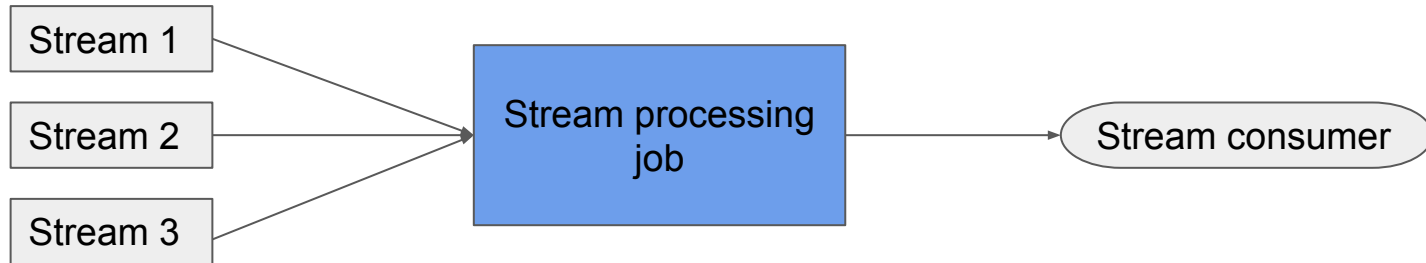 Stream 1
Stream 2
Stream 3
Stream processing
job
Stream consumer